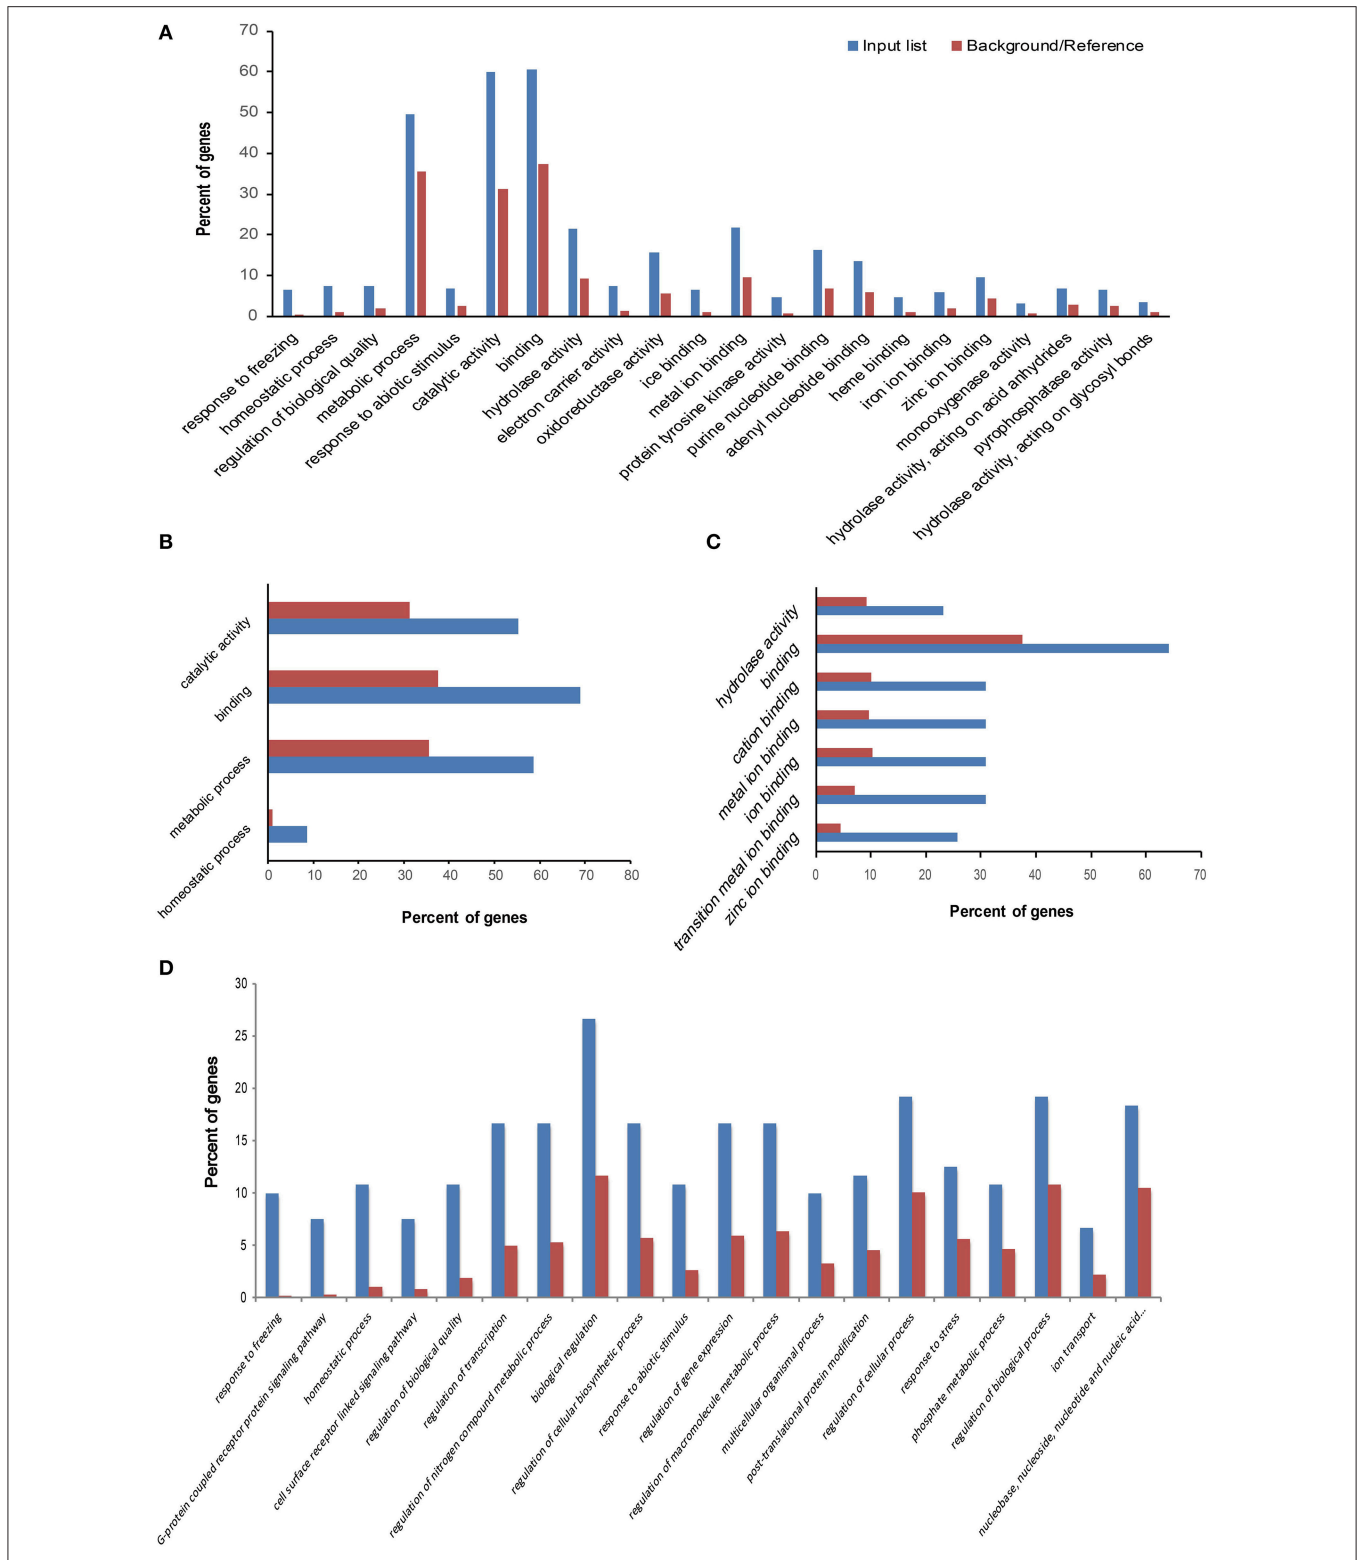 A
Input list
Background/Reference
Percent of genes
70
60
50
40
30
20
10
0
response to freezing
homeostatic process
regulation of biological quality
metabolic process
response to abiotic stimulus
catalytic activity
binding
hydrolase activity
electron carrier activity
oxidoreductase activity
ice binding
metal ion binding
protein tyrosine kinase activity
purine nucleotide binding
adenyl nucleotide binding
heme binding
iron ion binding
zinc ion binding
monooxygenase activity
hydrolase activity, acting on acid anhydrides
pyrophosphatase activity
hydrolase activity, acting on glycosyl bonds
B
catalytic activity
binding
metabolic process
homeostatic process
0 10 20 30 40 50 60 70 80
Percent of genes
C
hydrolase activity
binding
cation binding
metal ion binding
ion binding
transition metal ion binding
zinc ion binding
0 10 20 30 40 50 60 70
Percent of genes
D
Percent of genes
30
25
20
15
10
5
0
response to freezing
G-protein coupled receptor protein signaling pathway
homeostatic process
cell surface receptor linked signaling pathway
regulation of biological quality
regulation of transcription
regulation of nitrogen compound metabolic process
biological regulation
regulation of cellular biosynthetic process
response to abiotic stimulus
regulation of gene expression
regulation of macromolecule metabolic process
multicellular organismal process
post-translational protein modification
regulation of cellular process
response to stress
phosphate metabolic process
regulation of biological process
ion transport
nucleobase, nucleoside, nucleotide and nucleic acid...